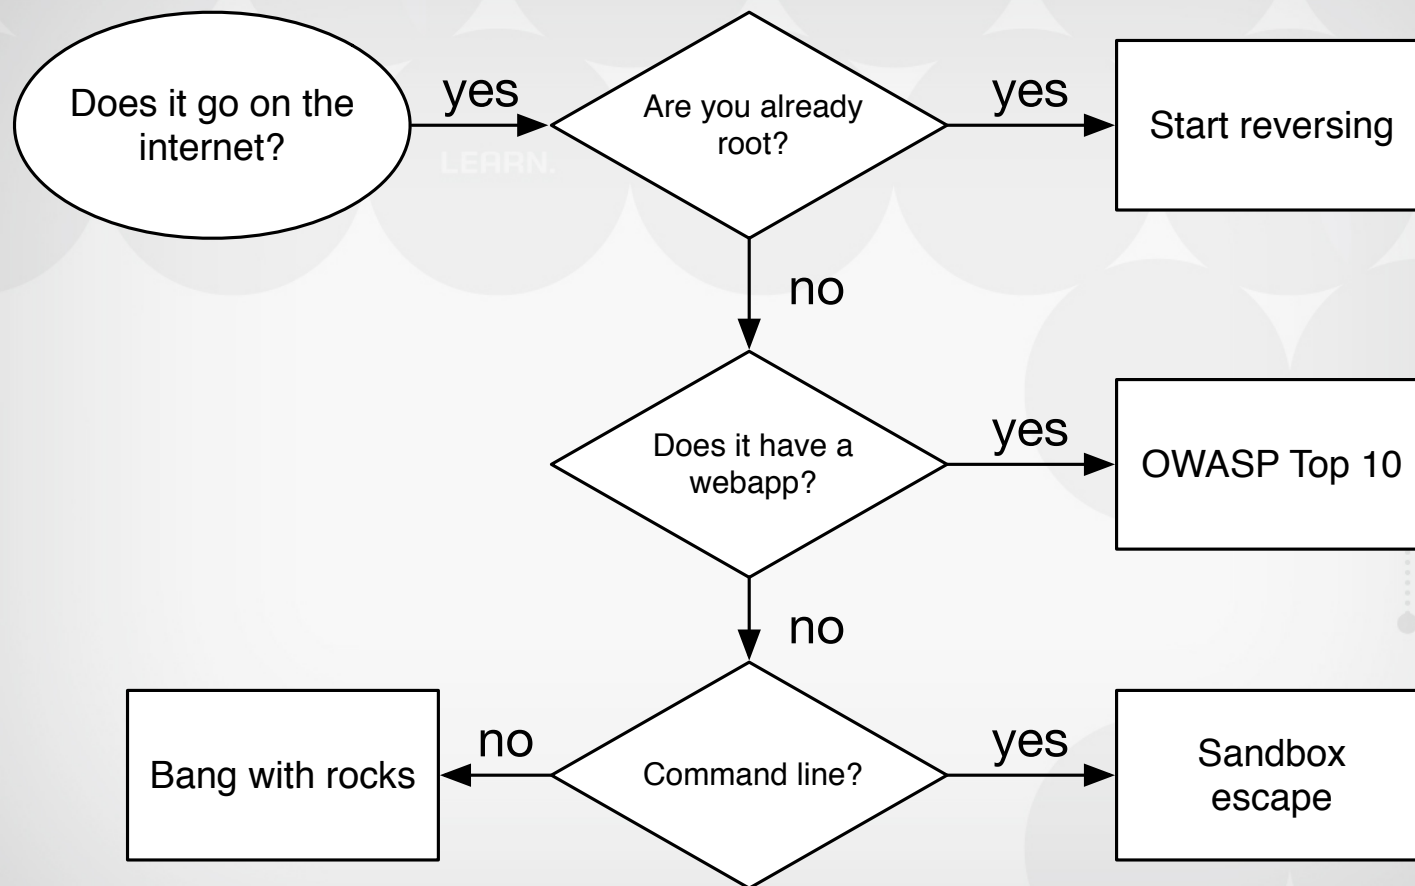 Does it go on the
internet?
yes
Are you already
root?
yes
Start reversing
LEARN.
no
Does it have a
webapp?
yes
OWASP Top 10
no
Bang with rocks
no
Command line?
yes
Sandbox
escape